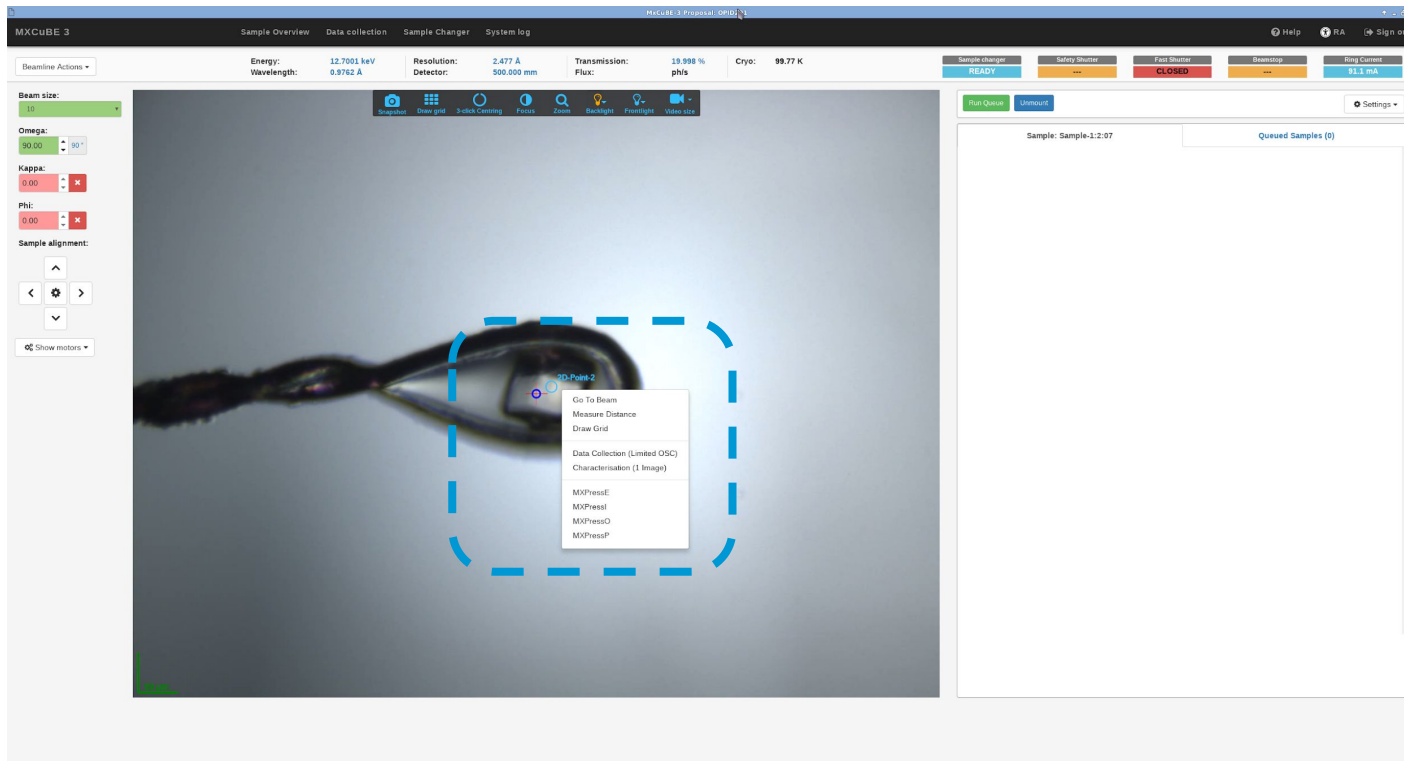 MXCuBE 3 Sample Overview Data collection Sample Changer System log Help RA
Beamline Actions
Energy: 12.7001 keV Resolution: 2.477 Å Transmission: 19.998 % Cryo: 99.77 K
Wavelength: 0.9762 Å Detector: 500.000 mm Flux: ph/s
Sample changer Safety Shutter Fast Shutter Beamstop Ring Current
READY --- CLOSED --- 91.1 mA
Beam size:
10
Omega:
90.00 90°
Kappa:
0.00
Phi:
0.00
Sample alignment:
Show motors
Snapshot Draw grid 3-click Centring Focus Zoom Backlight Frontlight Video size
2D-Point-2
Go To Beam
Measure Distance
Draw Grid
Data Collection (Limited OSC)
Characterisation (1 Image)
MXPressE
MXPressI
MXPressO
MXPressP
Run Queue Unmount Settings
Sample: Sample-1:2:07 Queued Samples (0)